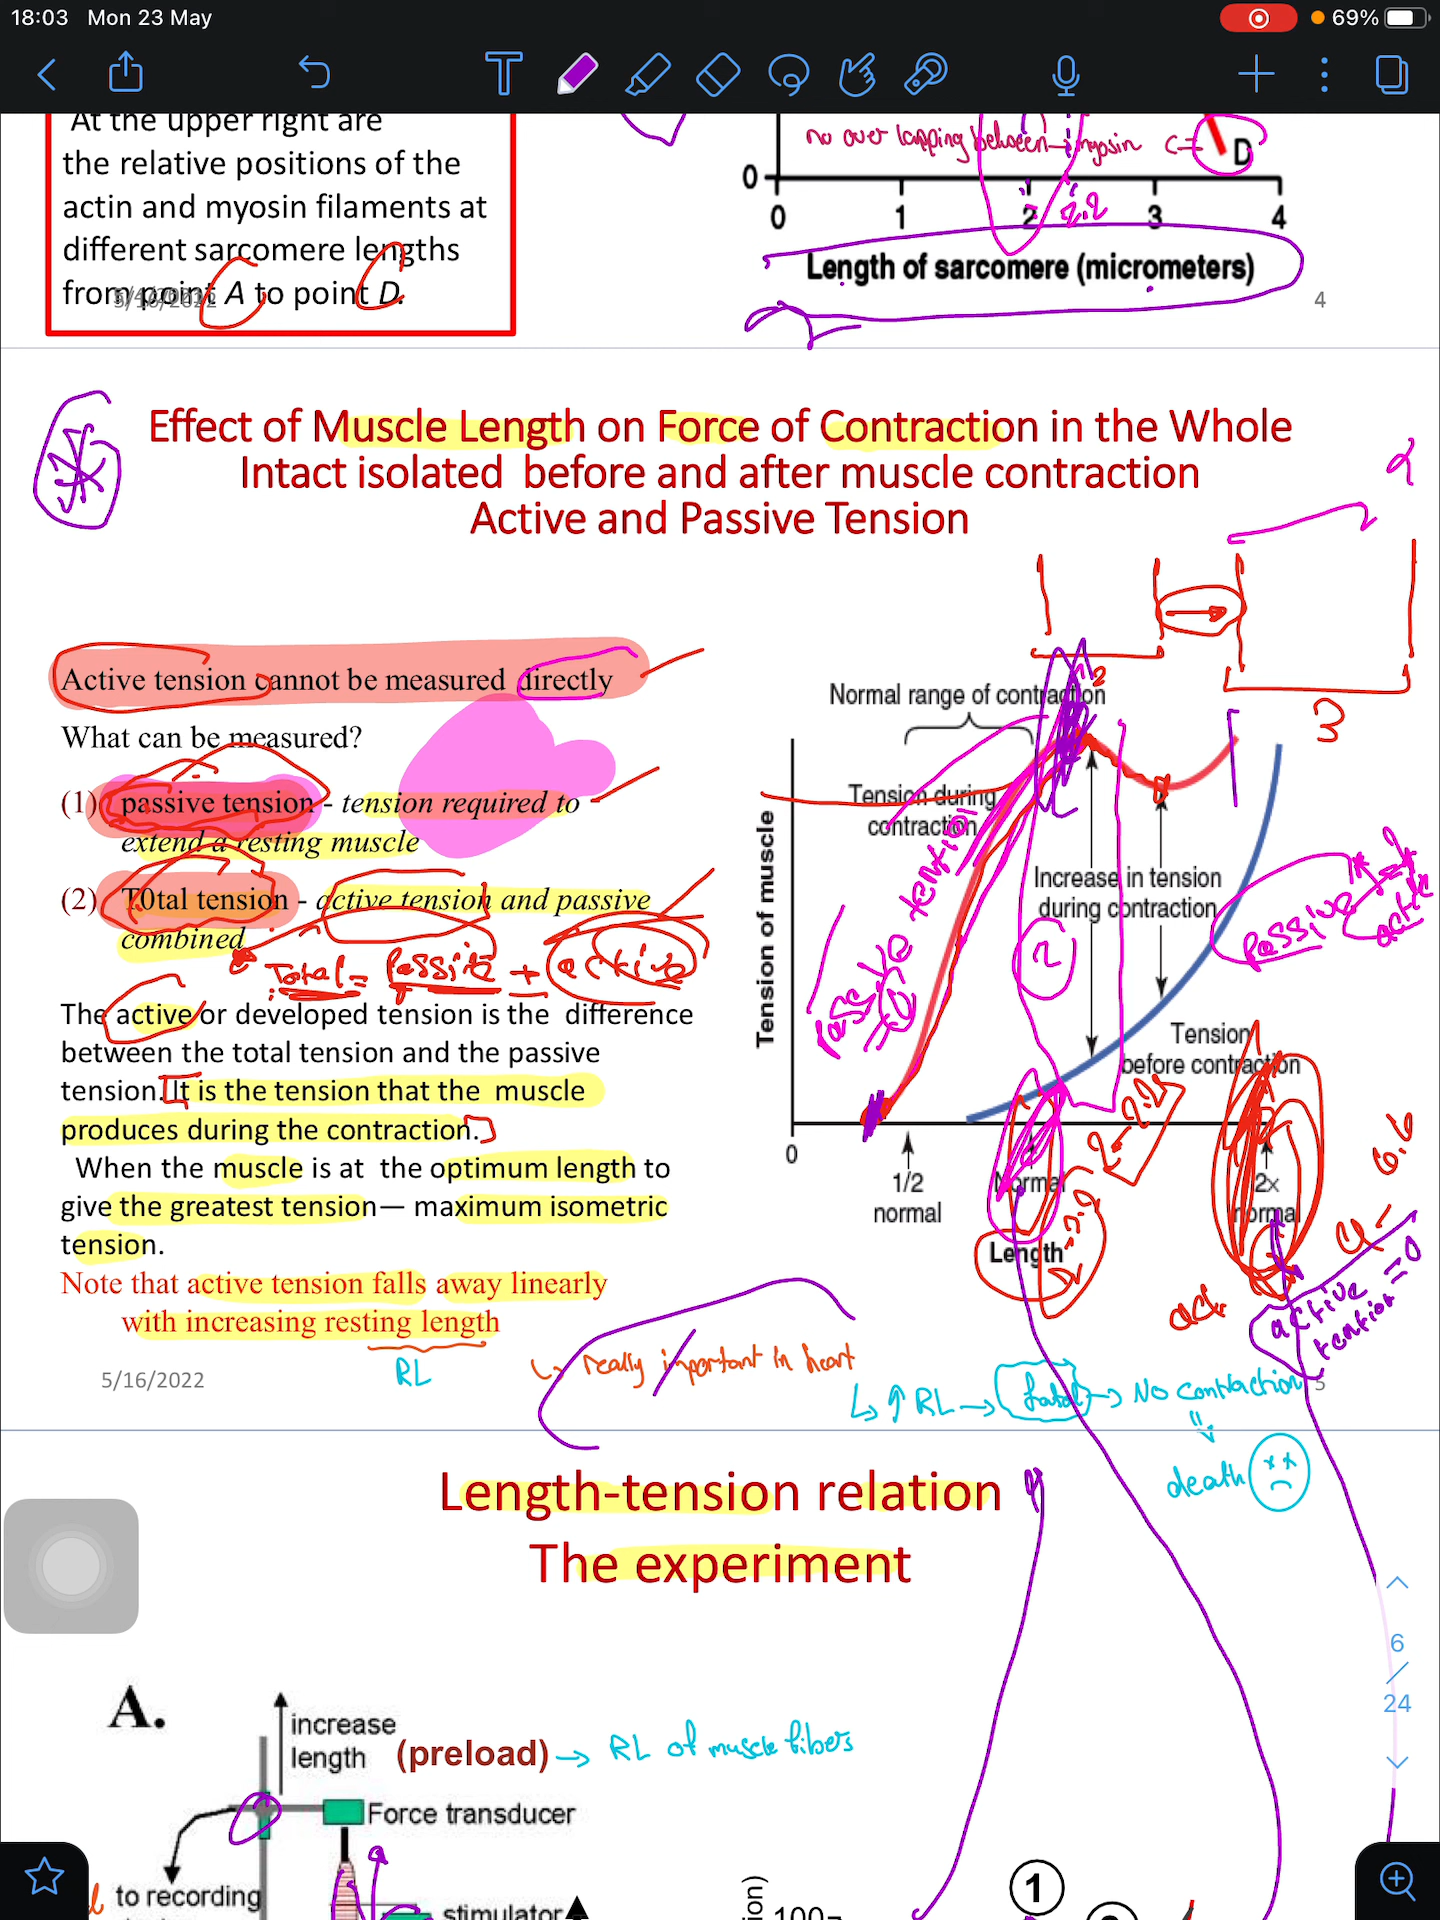 18:03 Mon 23 May
69%
At the upper right are
the relative positions of the
actin and myosin filaments at
different sarcomere lengths
from point A to point D.
no over lapping between myosin
D
0
0 1 2 3 4
2.2
Length of sarcomere (micrometers)
4
Effect of Muscle Length on Force of Contraction in the Whole
Intact isolated before and after muscle contraction
Active and Passive Tension
Active tension cannot be measured directly
What can be measured?
(1) passive tension - tension required to
extend a resting muscle
(2) T0tal tension - active tension and passive
combined
Total = Passive + active
The active or developed tension is the difference
between the total tension and the passive
tension. It is the tension that the muscle
produces during the contraction.
When the muscle is at the optimum length to
give the greatest tension— maximum isometric
tension.
Note that active tension falls away linearly
with increasing resting length
RL
5/16/2022
really important in heart
↑ RL → → No contraction
death
Normal range of contraction
Tension during
contraction
Tension of muscle
Increase in tension
during contraction
Tension
before contraction
passive tention
= 0
2
3
Passive
active
0
1/2
normal
Normal
2x
normal
Length
active
tention = 0
5
Length-tension relation
The experiment
A.
increase
length (preload) → RL of muscle fibers
Force transducer
to recording
stimulator
1
100
6
24